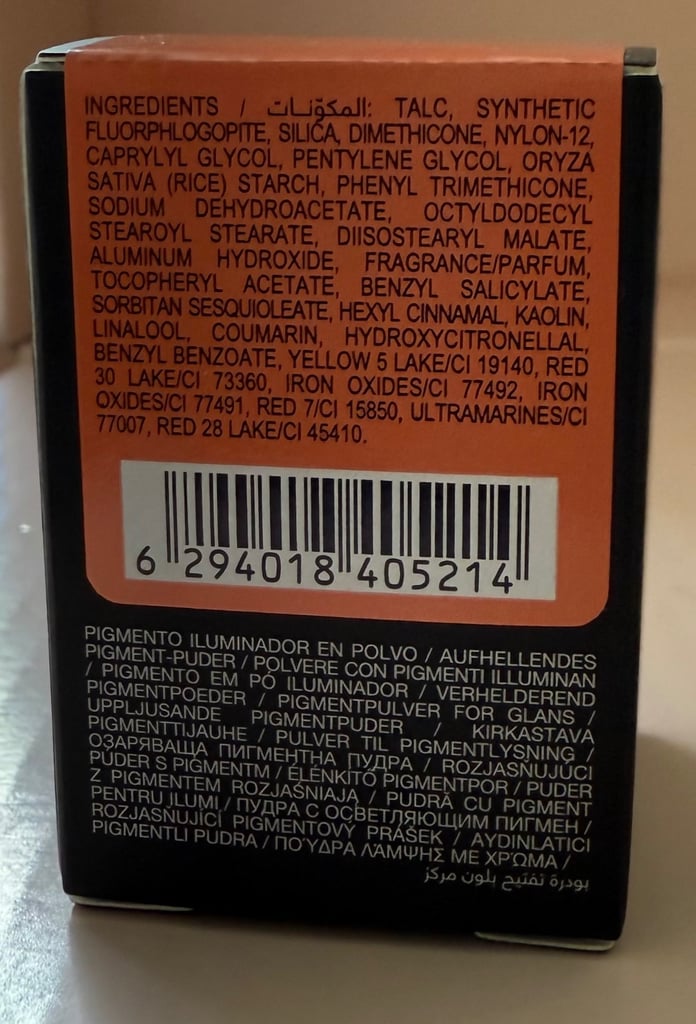 INGREDIENTS / المكوّنات: TALC, SYNTHETIC
FLUORPHLOGOPITE, SILICA, DIMETHICONE, NYLON-12,
CAPRYLYL GLYCOL, PENTYLENE GLYCOL, ORYZA
SATIVA (RICE) STARCH, PHENYL TRIMETHICONE,
SODIUM DEHYDROACETATE, OCTYLDODECYL
STEAROYL STEARATE, DIISOSTEARYL MALATE,
ALUMINUM HYDROXIDE, FRAGRANCE/PARFUM,
TOCOPHERYL ACETATE, BENZYL SALICYLATE,
SORBITAN SESQUIOLEATE, HEXYL CINNAMAL, KAOLIN,
LINALOOL, COUMARIN, HYDROXYCITRONELLAL,
BENZYL BENZOATE, YELLOW 5 LAKE/CI 19140, RED
30 LAKE/CI 73360, IRON OXIDES/CI 77492, IRON
OXIDES/CI 77491, RED 7/CI 15850, ULTRAMARINES/CI
77007, RED 28 LAKE/CI 45410.
6 294018 405214
PIGMENTO ILUMINADOR EN POLVO / AUFHELLENDES
PIGMENT-PUDER / POLVERE CON PIGMENTI ILLUMINAN
/ PIGMENTO EM PÓ ILUMINADOR / VERHELDEREND
PIGMENTPOEDER / PIGMENTPULVER FOR GLANS /
UPPLJUSANDE PIGMENTPUDER / KIRKASTAVA
PIGMENTTIJAUHE / PULVER TIL PIGMENTLYSNING /
ОЗАРЯВАЩА ПИГМЕНТНА ПУДРА / ROZJASŇUJÚCI
PÚDER S PIGMENTM / ÉLÉNKÍTŐ PIGMENTPOR / PUDER
Z PIGMENTEM ROZJAŚNIAJĄ / PUDRĂ CU PIGMENT
PENTRU ILUMI / ПУДРА С ОСВЕТЛЯЮЩИМ ПИГМЕН /
ROZJASŇUJÍCÍ PIGMENTOVÝ PRÁŠEK / AYDINLATICI
PIGMENTLI PUDRA / ΠΟΎΔΡΑ ΛΆΜΨΗΣ ΜΕ ΧΡΏΜΑ /
بودرة تفتيح بلون مركز